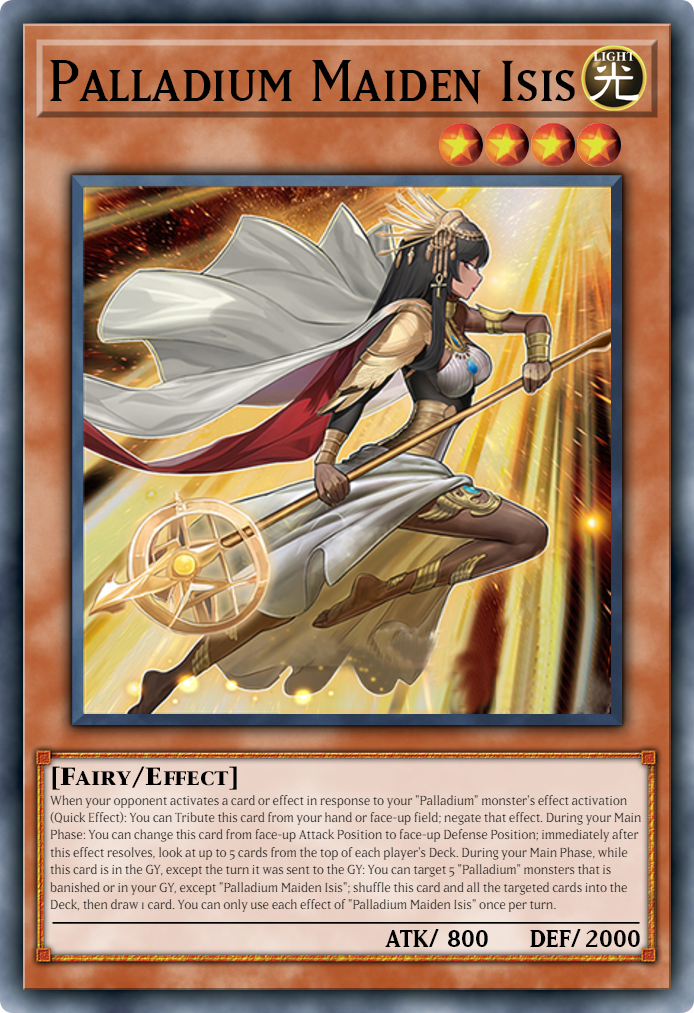 Palladium Maiden Isis
LIGHT
光
[Fairy/Effect]
When your opponent activates a card or effect in response to your "Palladium" monster's effect activation
(Quick Effect): You can Tribute this card from your hand or face-up field; negate that effect. During your Main
Phase: You can change this card from face-up Attack Position to face-up Defense Position; immediately after
this effect resolves, look at up to 5 cards from the top of each player's Deck. During your Main Phase, while
this card is in the GY, except the turn it was sent to the GY: You can target 5 "Palladium" monsters that is
banished or in your GY, except "Palladium Maiden Isis"; shuffle this card and all the targeted cards into the
Deck, then draw 1 card. You can only use each effect of "Palladium Maiden Isis" once per turn.
ATK/ 800 DEF/ 2000